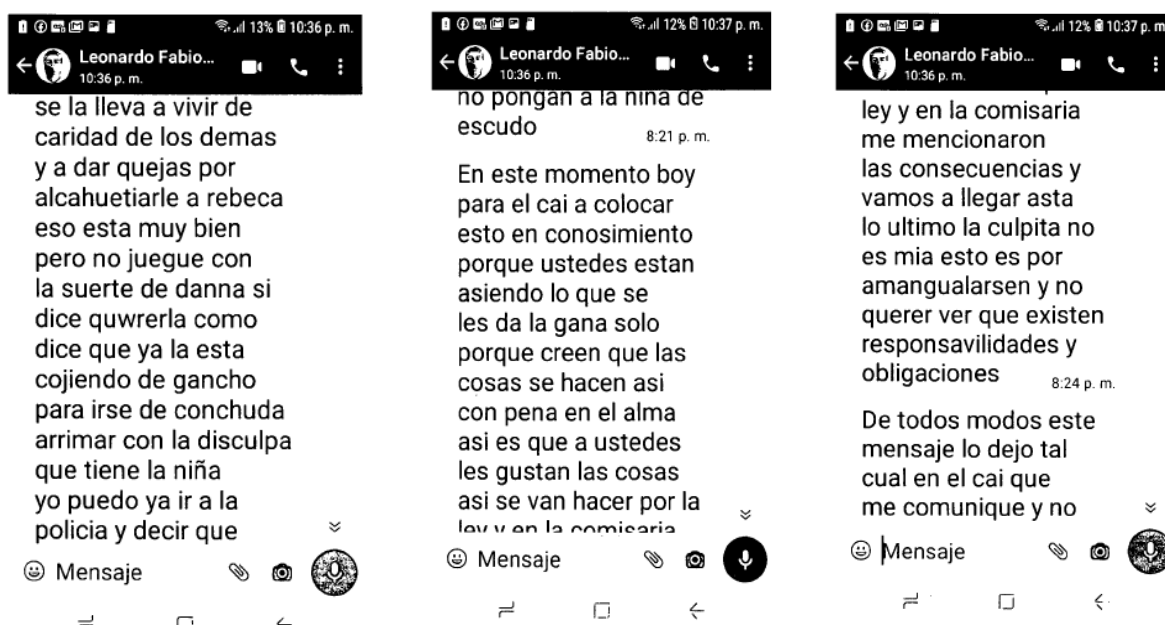 13% 10:36 p. m.
Leonardo Fabio...
10:36 p. m.
se la lleva a vivir de
caridad de los demas
y a dar quejas por
alcahuetiarle a rebeca
eso esta muy bien
pero no juegue con
la suerte de danna si
dice quwrerla como
dice que ya la esta
cojiendo de gancho
para irse de conchuda
arrimar con la disculpa
que tiene la niña
yo puedo ya ir a la
policia y decir que
Mensaje
12% 10:37 p. m.
Leonardo Fabio...
10:36 p. m.
no pongan a la niña de
escudo
8:21 p. m.
En este momento boy
para el cai a colocar
esto en conosimiento
porque ustedes estan
asiendo lo que se
les da la gana solo
porque creen que las
cosas se hacen asi
con pena en el alma
asi es que a ustedes
les gustan las cosas
asi se van hacer por la
ley y en la comisaria
Mensaje
12% 10:37 p. m.
Leonardo Fabio...
10:36 p. m.
ley y en la comisaria
me mencionaron
las consecuencias y
vamos a llegar asta
lo ultimo la culpita no
es mia esto es por
amangualarsen y no
querer ver que existen
responsavilidades y
obligaciones
8:24 p. m.
De todos modos este
mensaje lo dejo tal
cual en el cai que
me comunique y no
Mensaje